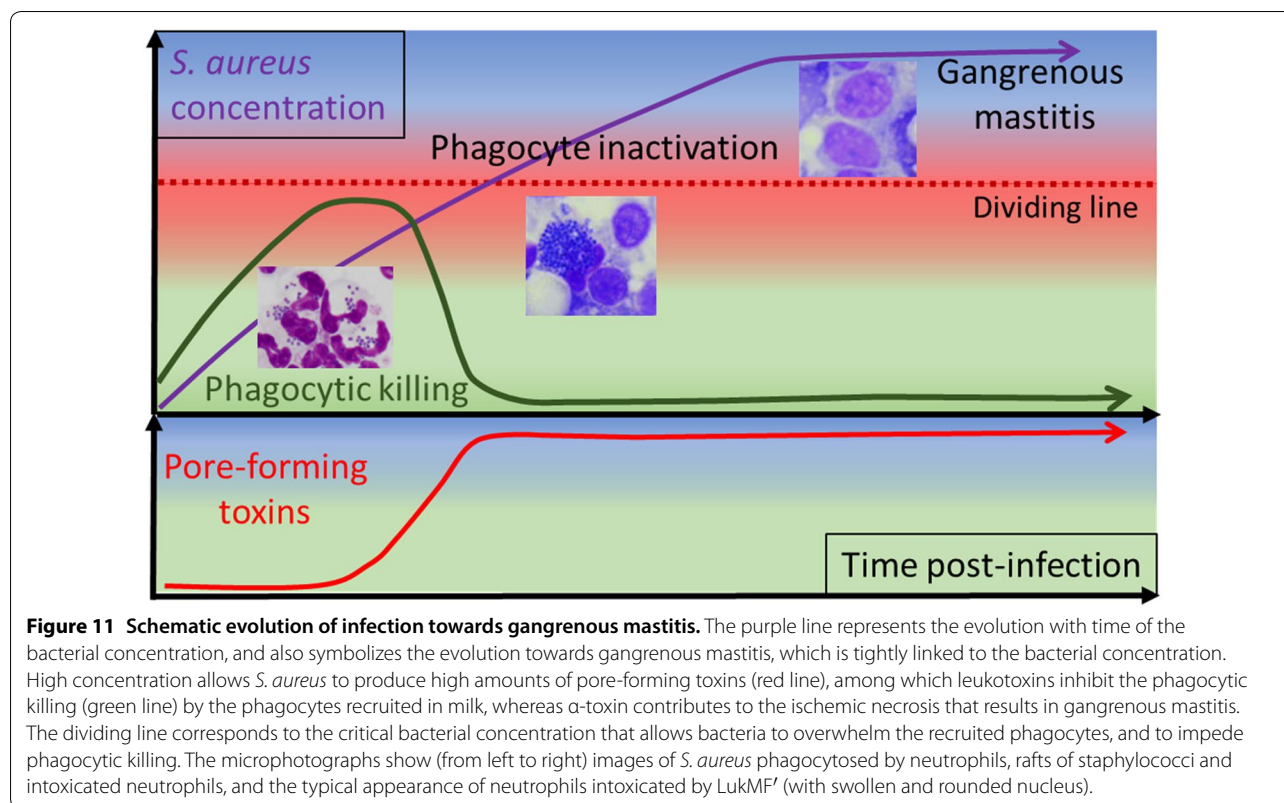 S. aureus
concentration
Gangrenous
mastitis
Phagocyte inactivation
Dividing line
Phagocytic killing
Pore-forming
toxins
Time post-infection
Figure 11 Schematic evolution of infection towards gangrenous mastitis. The purple line represents the evolution with time of the
bacterial concentration, and also symbolizes the evolution towards gangrenous mastitis, which is tightly linked to the bacterial concentration.
High concentration allows S. aureus to produce high amounts of pore-forming toxins (red line), among which leukotoxins inhibit the phagocytic
killing (green line) by the phagocytes recruited in milk, whereas α-toxin contributes to the ischemic necrosis that results in gangrenous mastitis.
The dividing line corresponds to the critical bacterial concentration that allows bacteria to overwhelm the recruited phagocytes, and to impede
phagocytic killing. The microphotographs show (from left to right) images of S. aureus phagocytosed by neutrophils, rafts of staphylococci and
intoxicated neutrophils, and the typical appearance of neutrophils intoxicated by LukMF′ (with swollen and rounded nucleus).